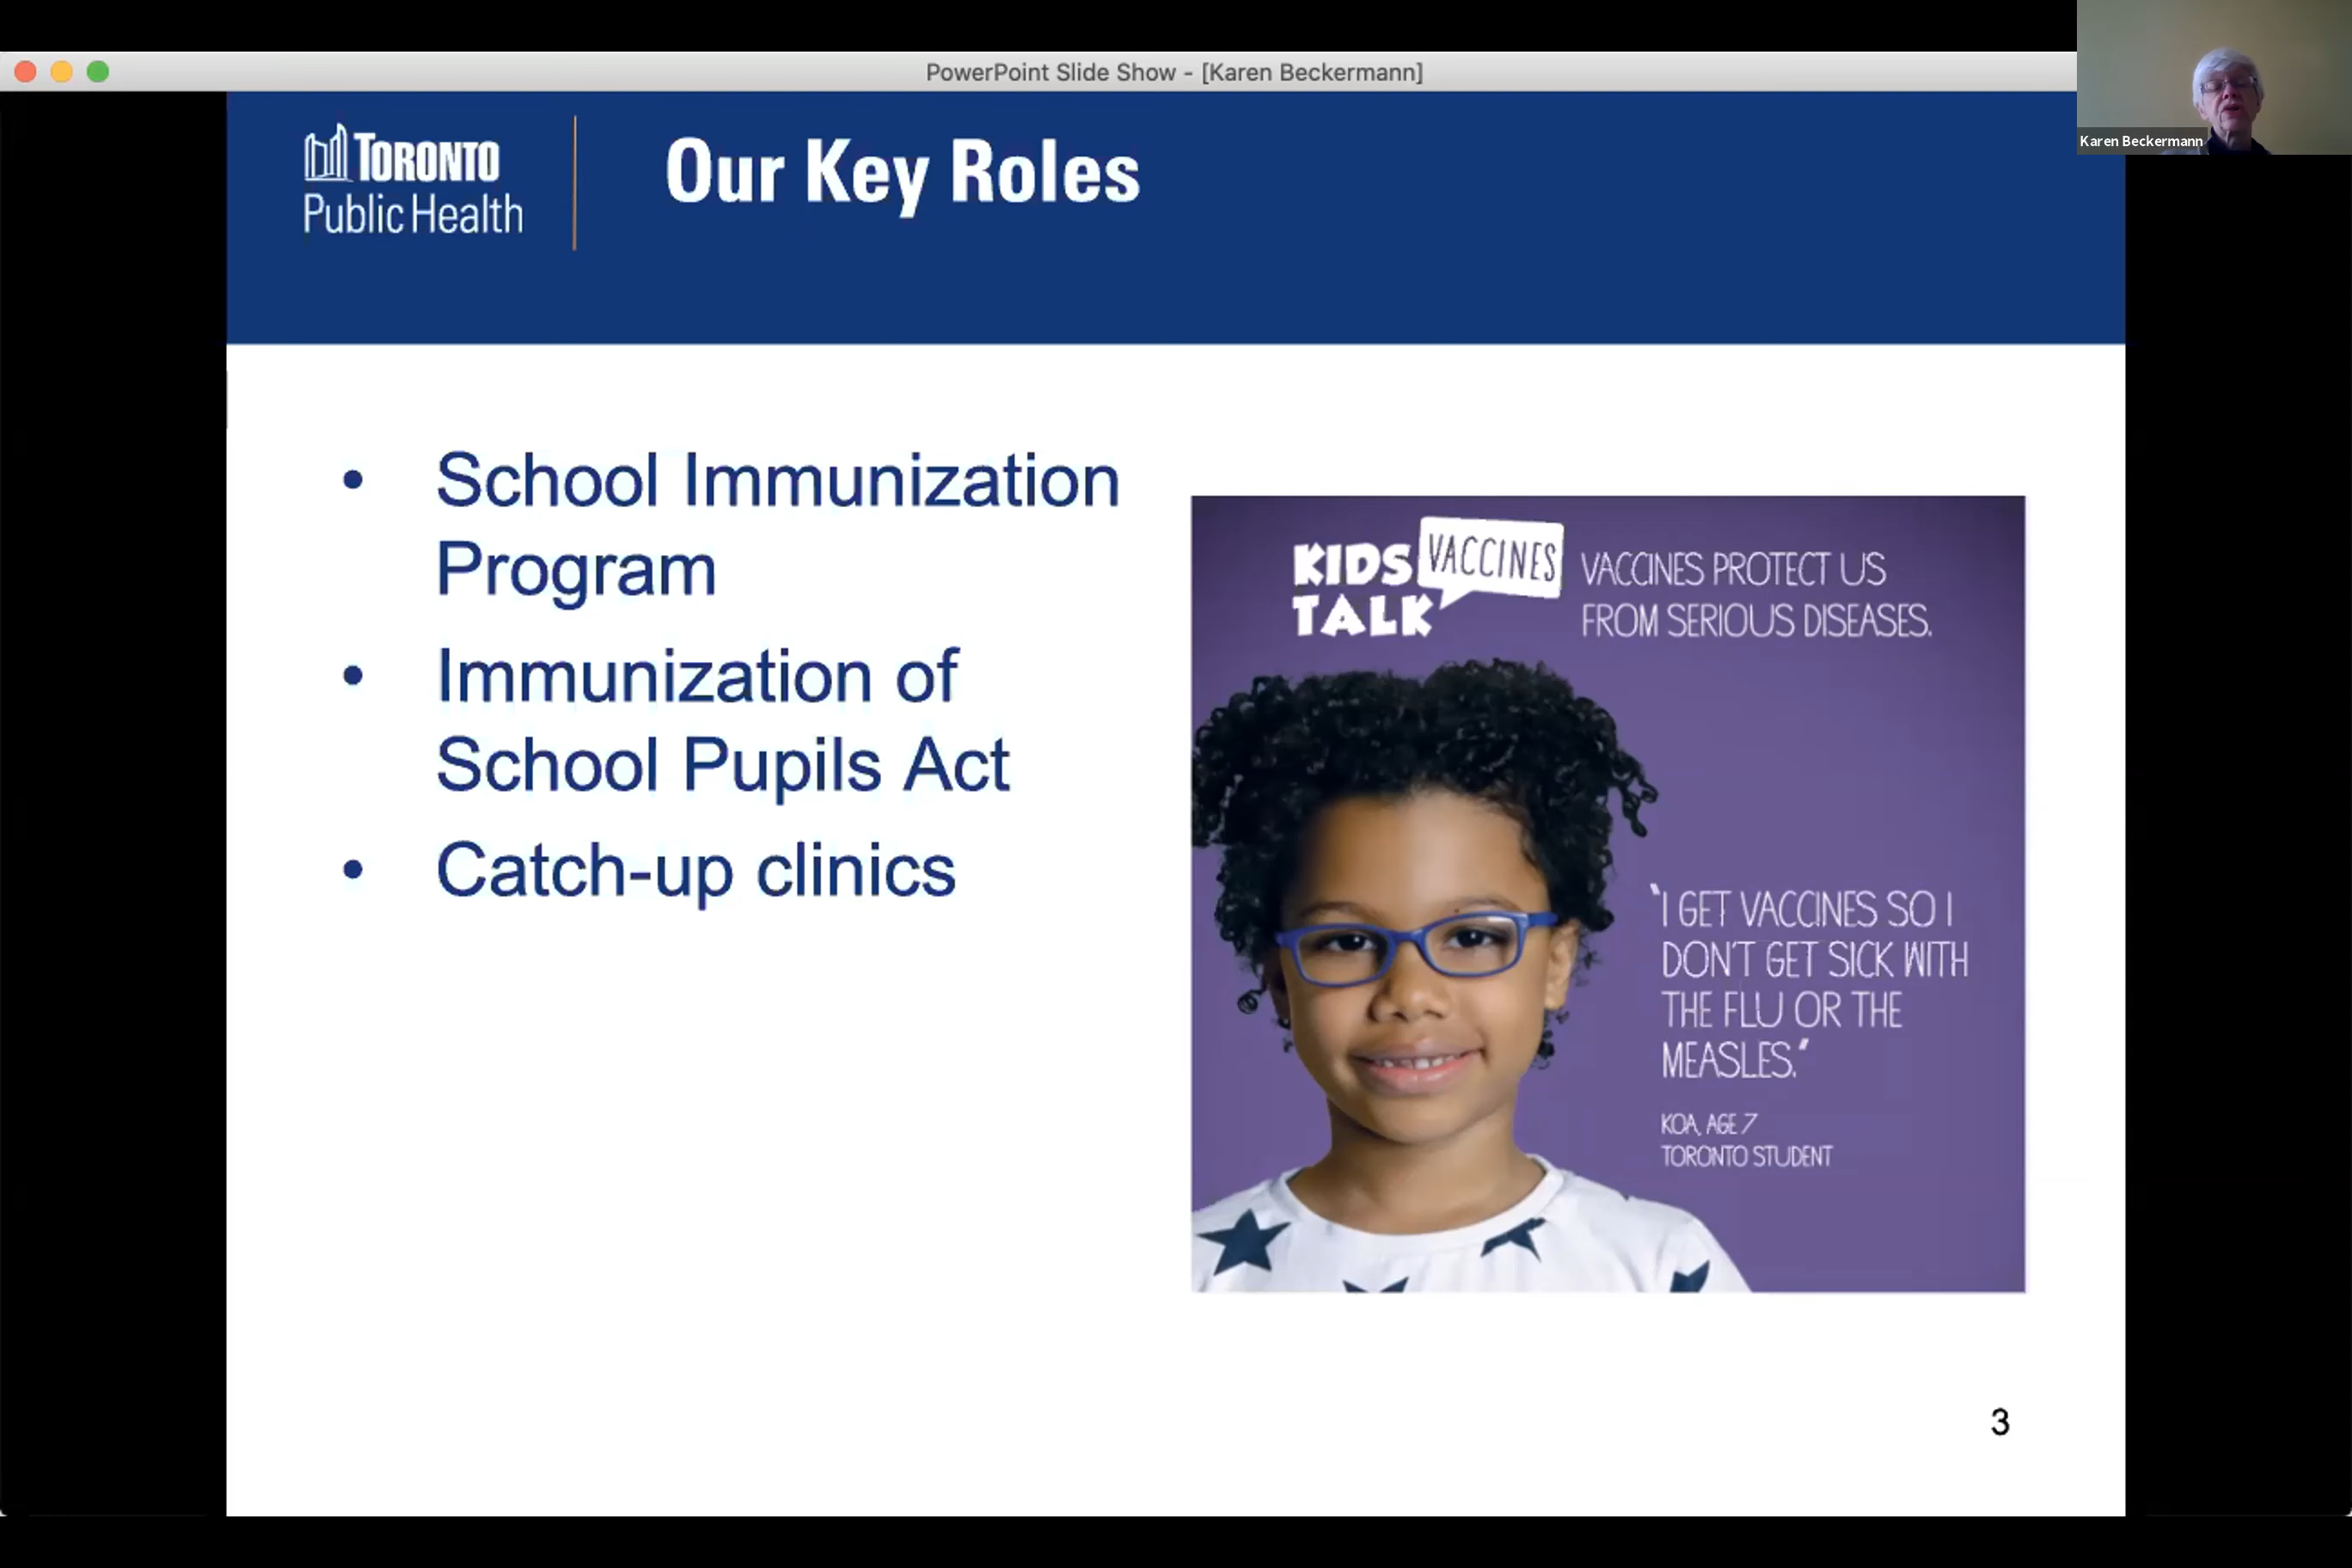 PowerPoint Slide Show - [Karen Beckermann]
Karen Beckermann
TORONTO
Public Health
Our Key Roles
• School Immunization
Program
• Immunization of
School Pupils Act
• Catch-up clinics
KIDS VACCINES
TALK
VACCINES PROTECT US
FROM SERIOUS DISEASES.
"I GET VACCINES SO I
DON'T GET SICK WITH
THE FLU OR THE
MEASLES."
KOA, AGE 7
TORONTO STUDENT
3